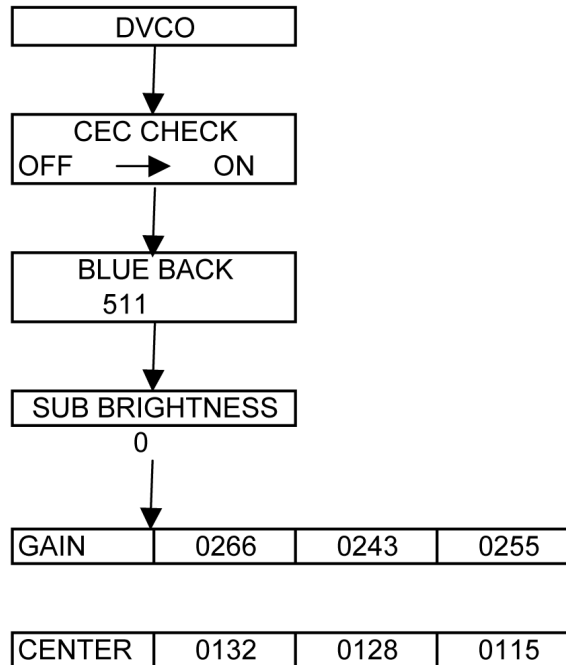 DVCO
CEC CHECK
OFF ON
BLUE BACK
511
SUB BRIGHTNESS
0
GAIN 0266 0243 0255
CENTER 0132 0128 0115